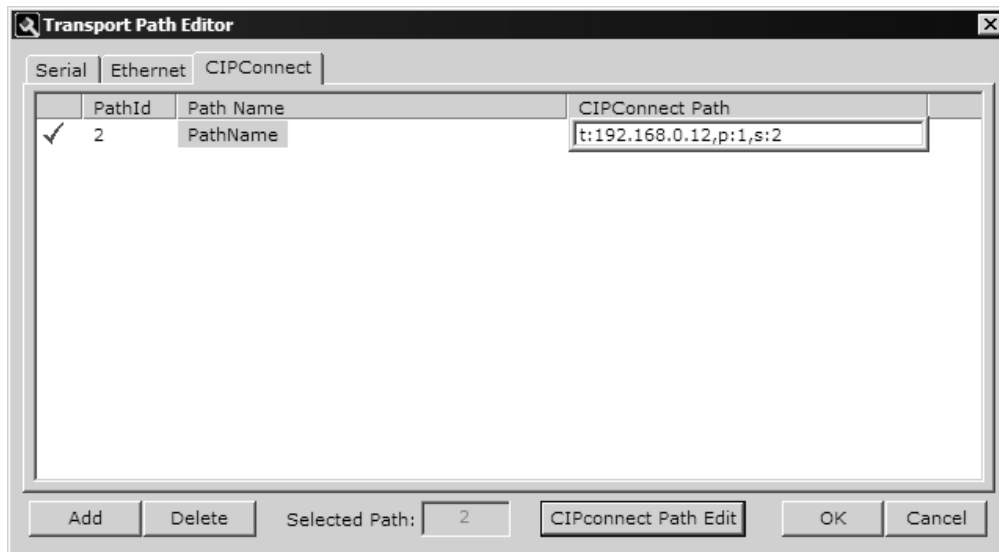 Transport Path Editor
Serial Ethernet CIPConnect
PathId Path Name CIPConnect Path
2 PathName t:192.168.0.12,p:1,s:2
Add Delete Selected Path: 2 CIPconnect Path Edit OK Cancel